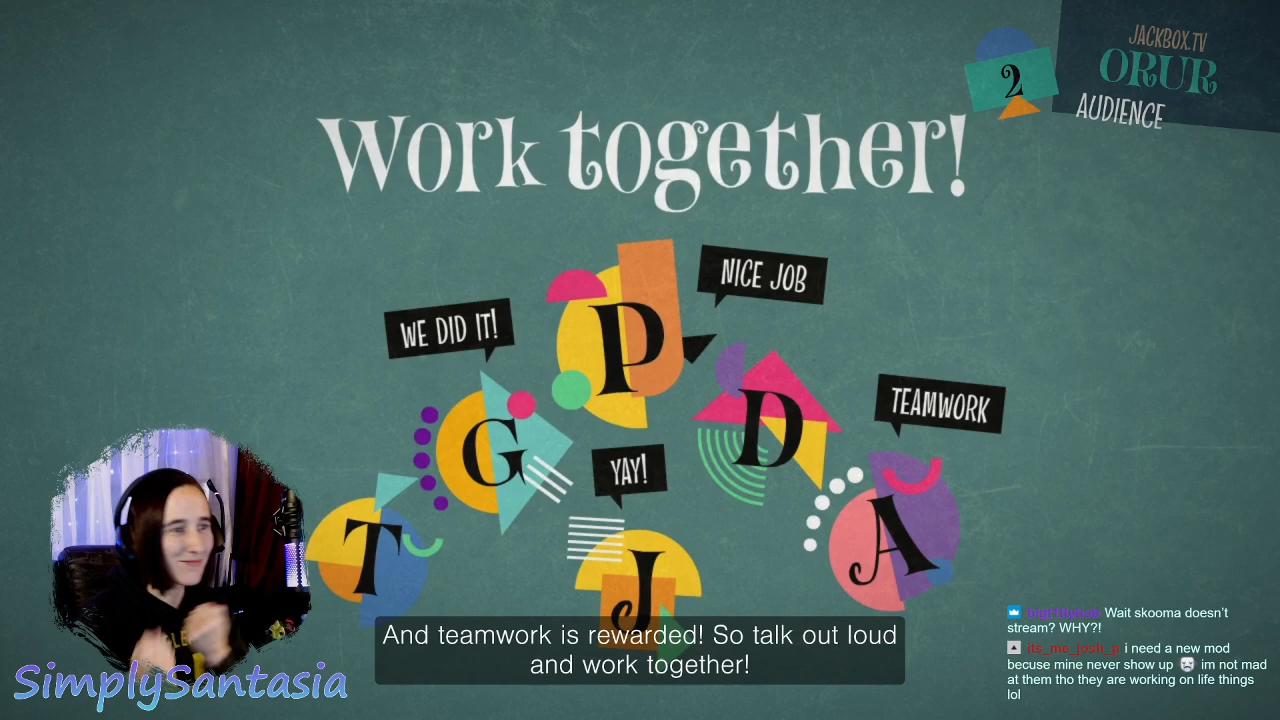 JACKBOX.TV
ORUR
2
AUDIENCE
Work together!
NICE JOB
WE DID IT!
P
TEAMWORK
D
G
YAY!
T
J
A
And teamwork is rewarded! So talk out loud
and work together!
SimplySantasia
Wait skooma doesn't
stream? WHY?!
its_me_josh_p i need a new mod
becuse mine never show up im not mad
at them tho they are working on life things
lol